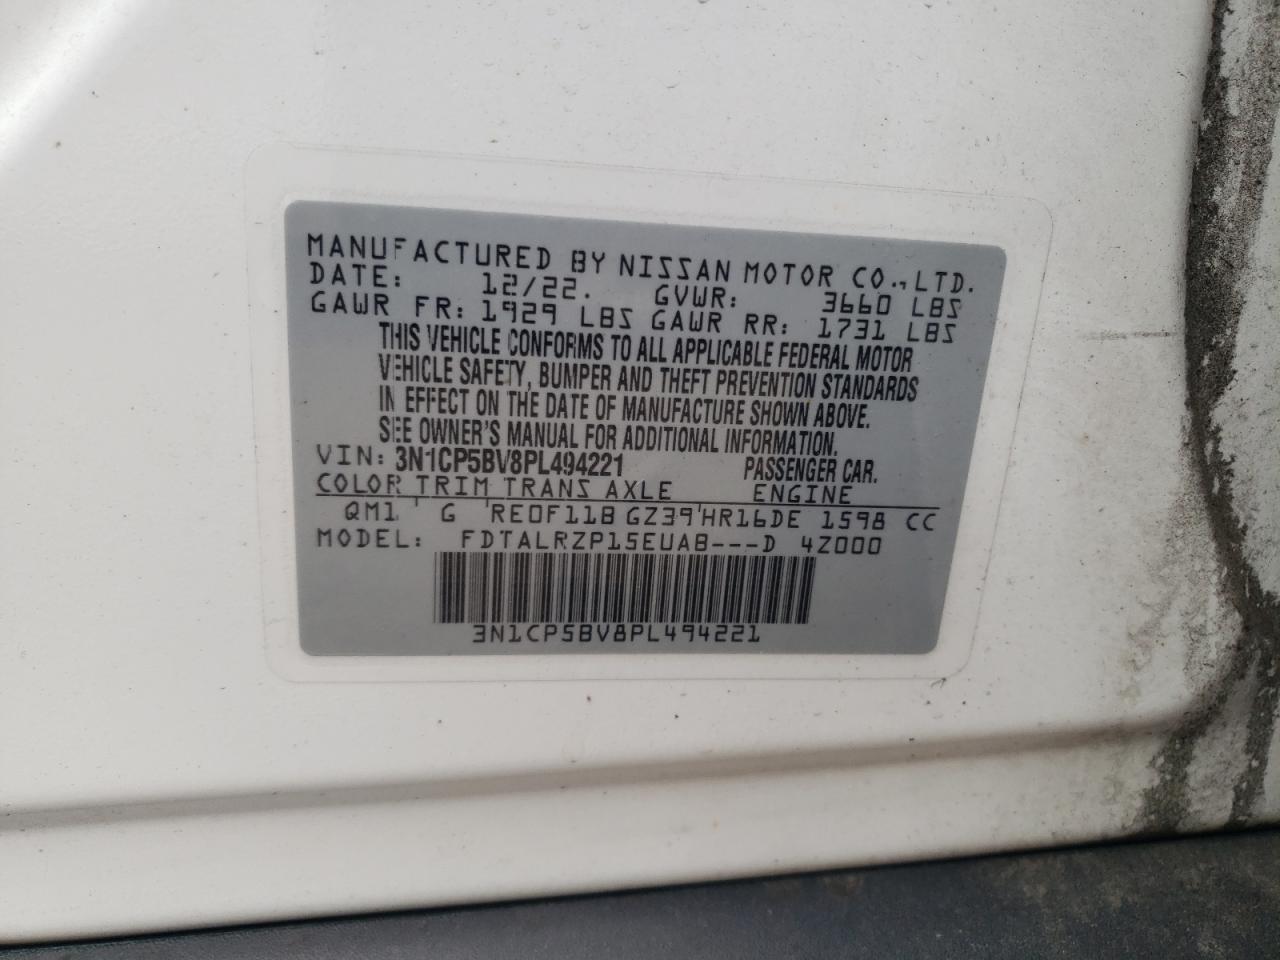 MANUFACTURED BY NISSAN MOTOR CO.,LTD.
DATE: 12/22. GVWR: 3660 LBS
GAWR FR: 1929 LBS GAWR RR: 1731 LBS
THIS VEHICLE CONFORMS TO ALL APPLICABLE FEDERAL MOTOR
VEHICLE SAFETY, BUMPER AND THEFT PREVENTION STANDARDS
IN EFFECT ON THE DATE OF MANUFACTURE SHOWN ABOVE.
SEE OWNER'S MANUAL FOR ADDITIONAL INFORMATION.
VIN: 3N1CP5BV8PL494221 PASSENGER CAR.
COLOR TRIM TRANS AXLE ENGINE
QM1 G RE0F11B GZ39 HR16DE 1598 CC
MODEL: FDTALRZP15EUAB---D 4Z000
3N1CP5BV8PL494221